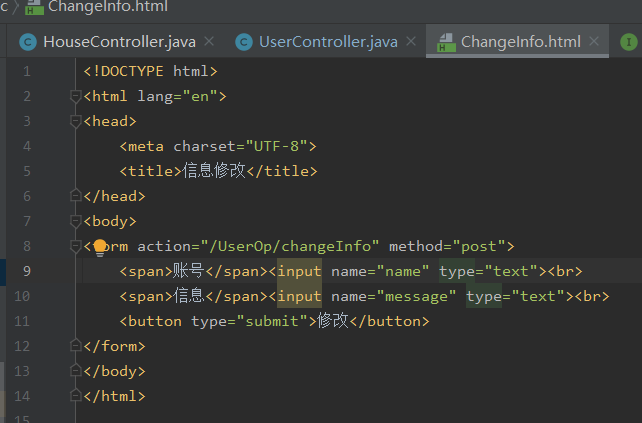 c > ChangeInfo.html
HouseController.java × UserController.java × ChangeInfo.html ×
1 <!DOCTYPE html>
2 <html lang="en">
3 <head>
4 <meta charset="UTF-8">
5 <title>信息修改</title>
6 </head>
7 <body>
8 <form action="/UserOp/changeInfo" method="post">
9 <span>账号</span><input name="name" type="text"><br>
10 <span>信息</span><input name="message" type="text"><br>
11 <button type="submit">修改</button>
12 </form>
13 </body>
14 </html>
15